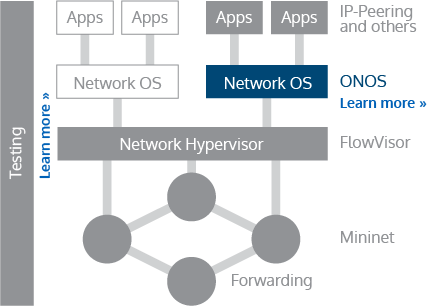 Apps Apps Apps Apps IP-Peering
and others
Network OS Network OS ONOS
Learn more »
Learn more »
Network Hypervisor FlowVisor
Testing
Mininet
Forwarding